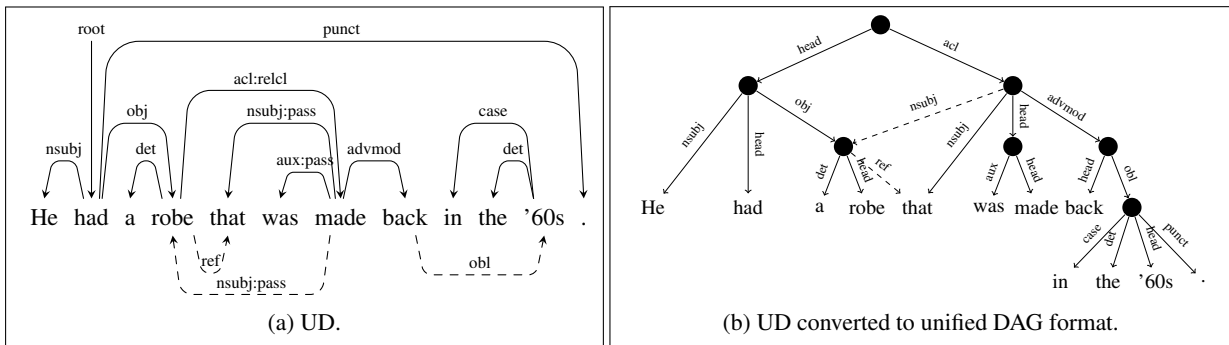 root
punct
acl:relcl
obj
nsubj:pass
case
nsubj
det
aux:pass
advmod
det
He had a robe that was made back in the '60s .
ref
obl
nsubj:pass
(a) UD.
head
acl
nsubj
head
obj
nsubj
nsubj
head
advmod
det
head
ref
aux
head
head
obl
He had a robe that was made back
case
det
head
punct
in the '60s .
(b) UD converted to unified DAG format.